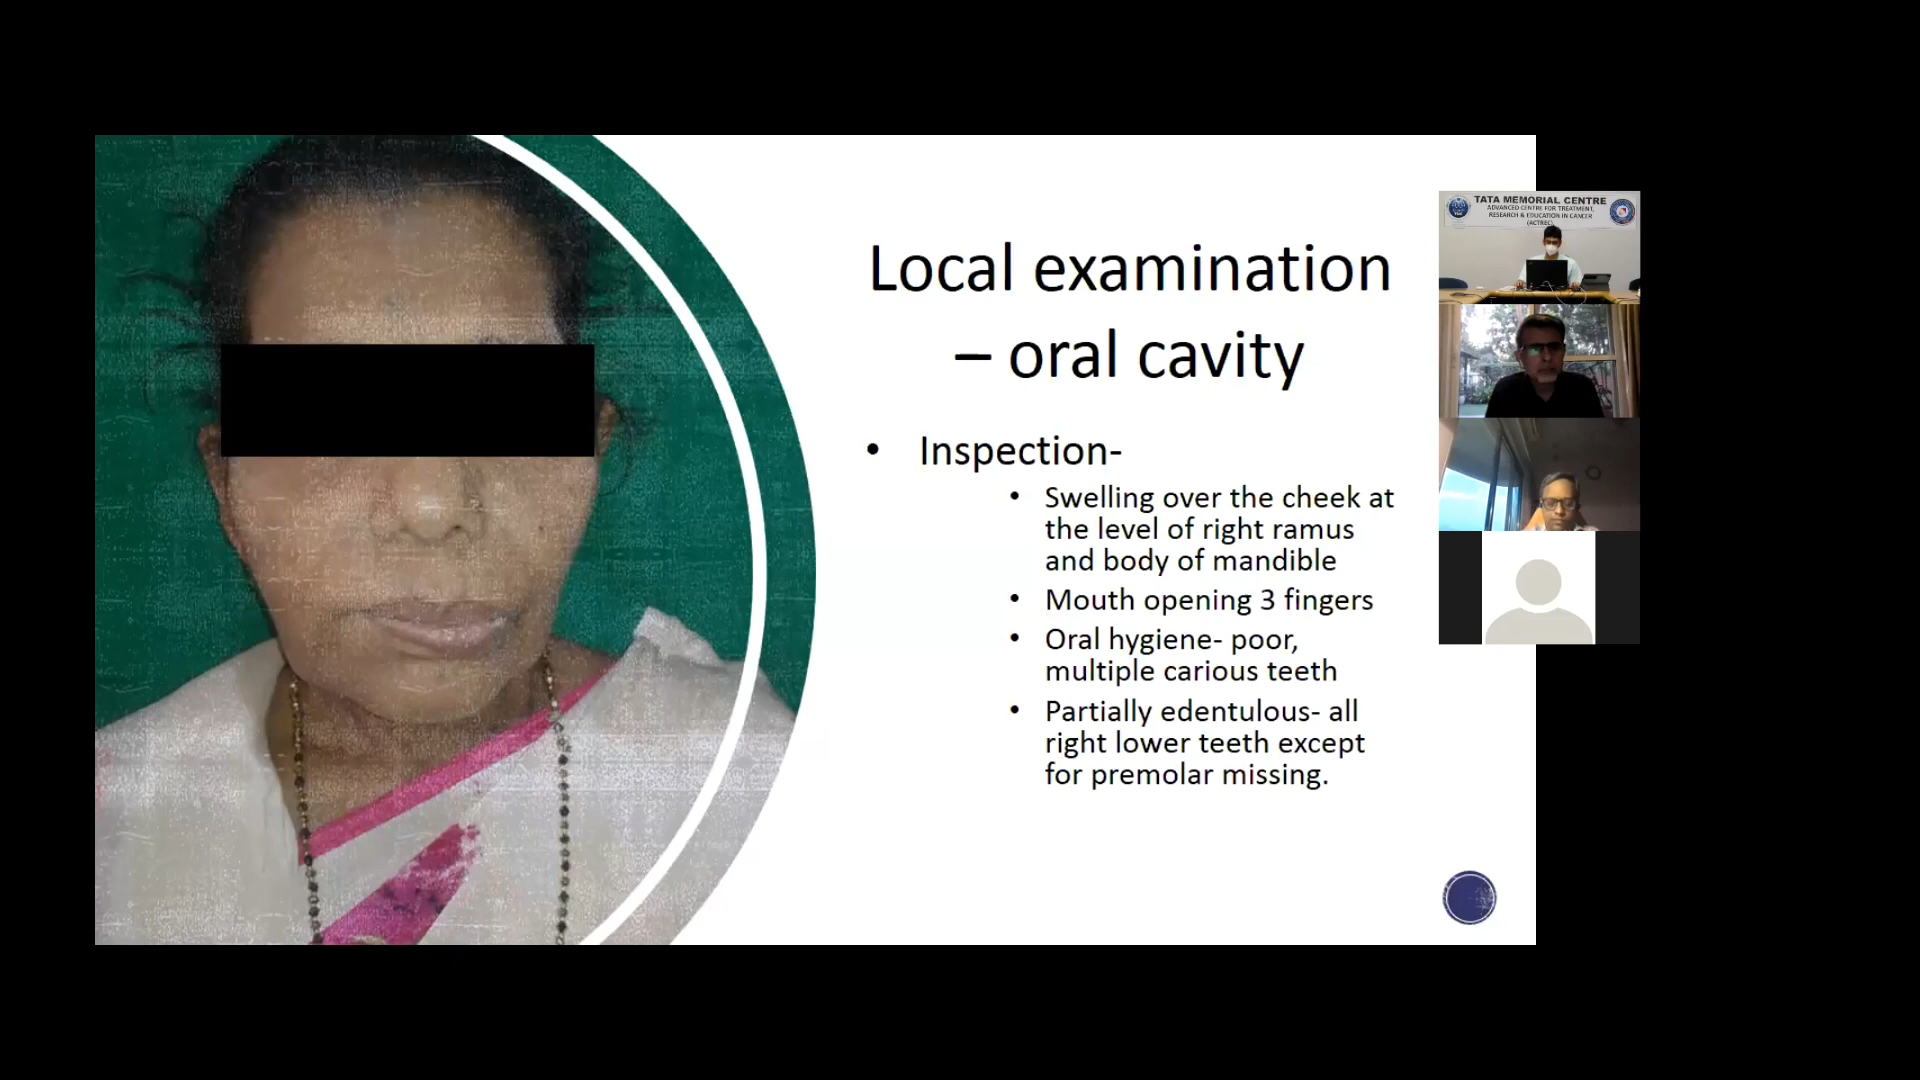 Local examination
– oral cavity
• Inspection-
• Swelling over the cheek at
the level of right ramus
and body of mandible
• Mouth opening 3 fingers
• Oral hygiene- poor,
multiple carious teeth
• Partially edentulous- all
right lower teeth except
for premolar missing.
TATA MEMORIAL CENTRE
ADVANCED CENTRE FOR TREATMENT,
RESEARCH & EDUCATION IN CANCER
(ACTREC)